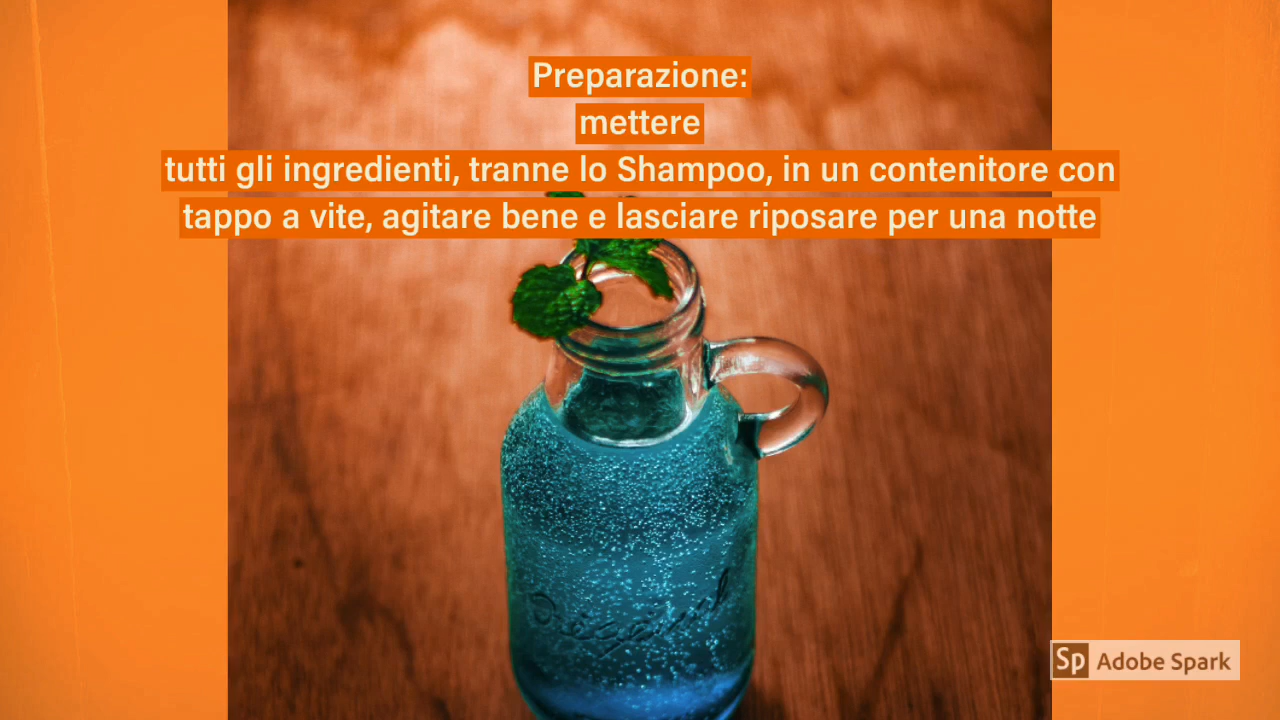 Preparazione:
mettere
tutti gli ingredienti, tranne lo Shampoo, in un contenitore con
tappo a vite, agitare bene e lasciare riposare per una notte
Sp Adobe Spark